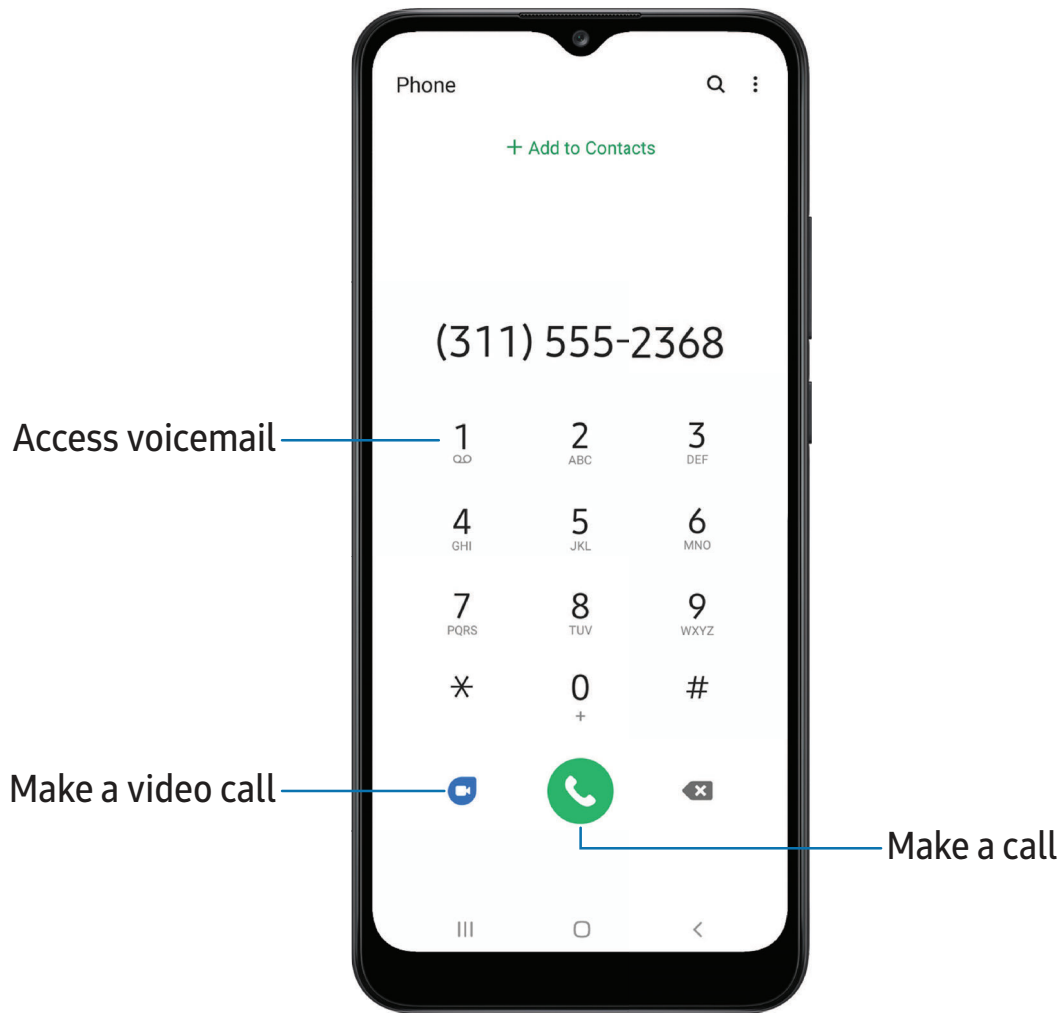 Phone
+ Add to Contacts
(311) 555-2368
Access voicemail
1 2 3
ABC DEF
4 5 6
GHI JKL MNO
7 8 9
PQRS TUV WXYZ
* 0 #
+
Make a video call
Make a call